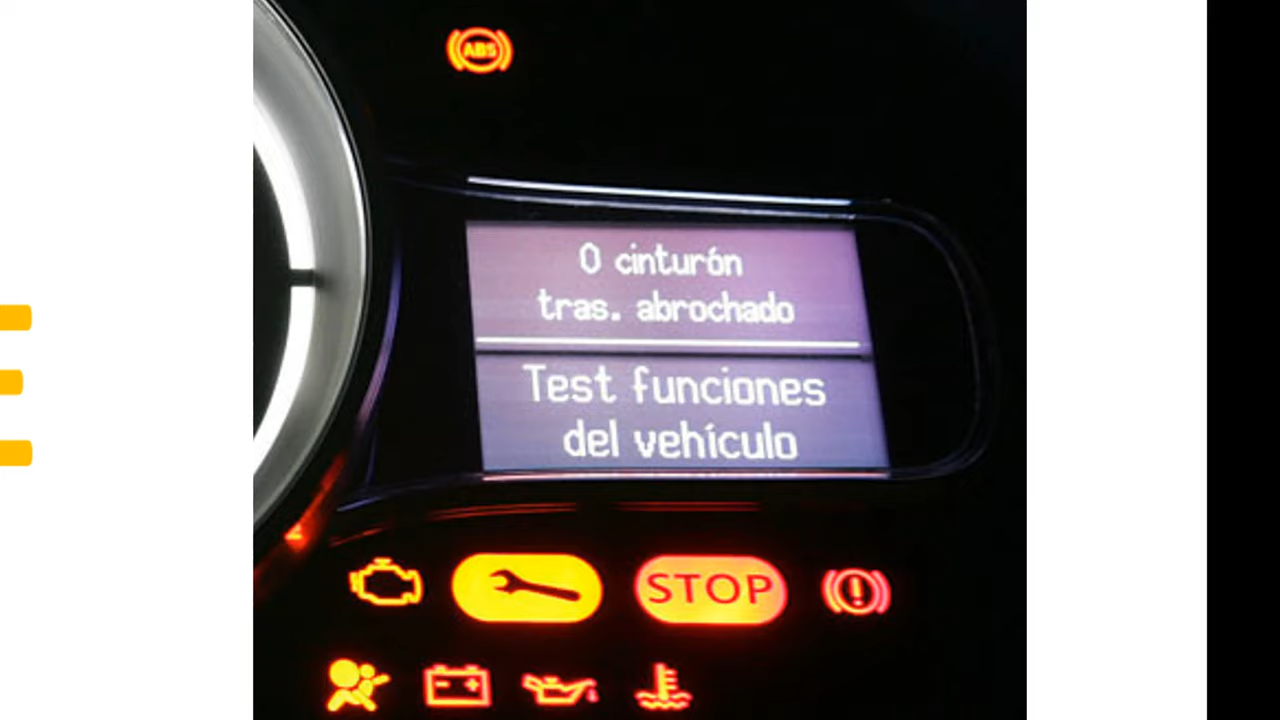 ABS
0 cinturón
tras. abrochado
Test funciones
del vehículo
STOP